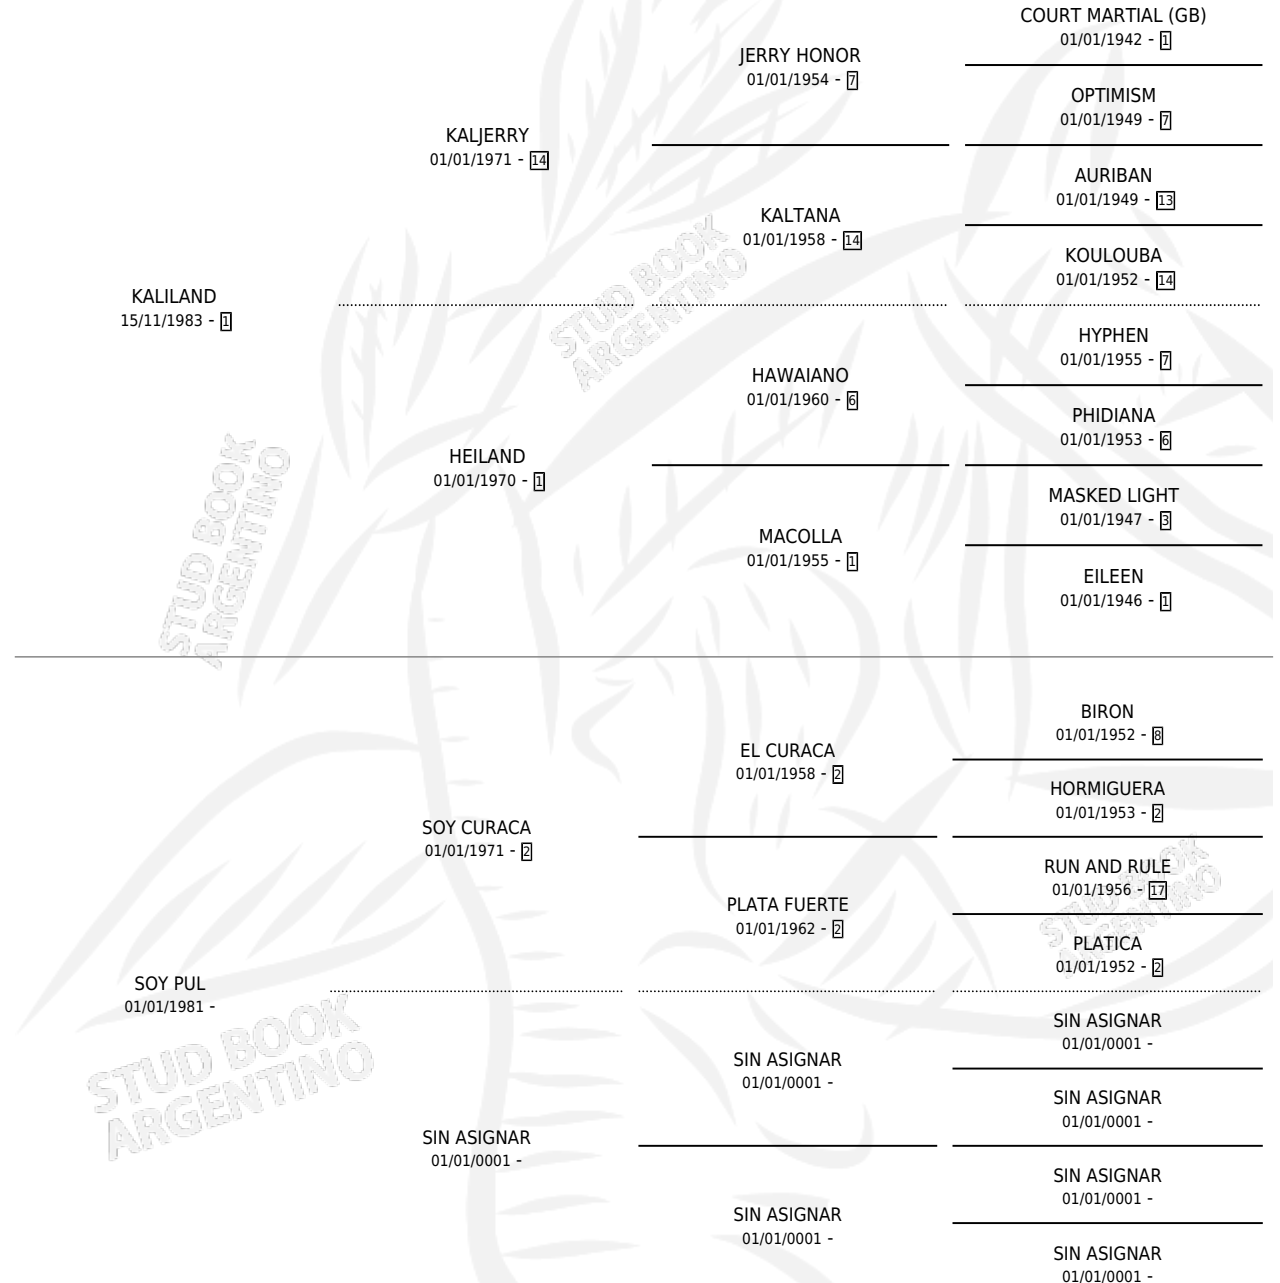 COURT MARTIAL (GB)
01/01/1942 - 1
JERRY HONOR
01/01/1954 - 7
OPTIMISM
01/01/1949 - 7
KALJERRY
01/01/1971 - 14
AURIBAN
01/01/1949 - 13
KALTANA
01/01/1958 - 14
KOULOUBA
01/01/1952 - 14
KALILAND
15/11/1983 - 1
STUD BOOK
ARGENTINO
HYPHEN
01/01/1955 - 7
HAWAIANO
01/01/1960 - 6
PHIDIANA
01/01/1953 - 6
HEILAND
01/01/1970 - 1
MASKED LIGHT
01/01/1947 - 3
MACOLLA
01/01/1955 - 1
EILEEN
01/01/1946 - 1
STUD BOOK
ARGENTINO
BIRON
01/01/1952 - 8
EL CURACA
01/01/1958 - 2
HORMIGUERA
01/01/1953 - 2
SOY CURACA
01/01/1971 - 2
RUN AND RULE
01/01/1956 - 17
PLATA FUERTE
01/01/1962 - 2
PLATICA
01/01/1952 - 2
STUD BOOK
ARGENTINO
SOY PUL
01/01/1981 -
STUD BOOK
ARGENTINO
SIN ASIGNAR
01/01/0001 -
SIN ASIGNAR
01/01/0001 -
SIN ASIGNAR
01/01/0001 -
SIN ASIGNAR
01/01/0001 -
SIN ASIGNAR
01/01/0001 -
SIN ASIGNAR
01/01/0001 -
SIN ASIGNAR
01/01/0001 -